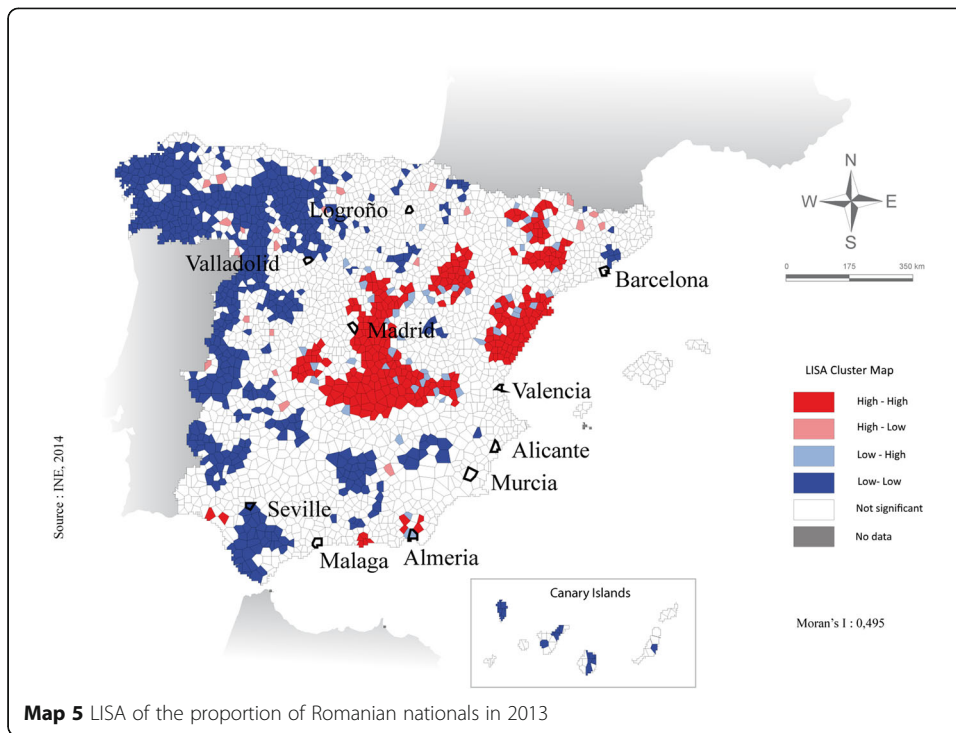 N
W
E
S
0
175
350 km
Logroño
Valladolid
Barcelona
Madrid
LISA Cluster Map
Valencia
High - High
High - Low
Alicante
Low - High
Murcia
Low- Low
Source : INE, 2014
Seville
Not significant
No data
Malaga
Almeria
Canary Islands
Moran's I : 0,495
Map 5 LISA of the proportion of Romanian nationals in 2013